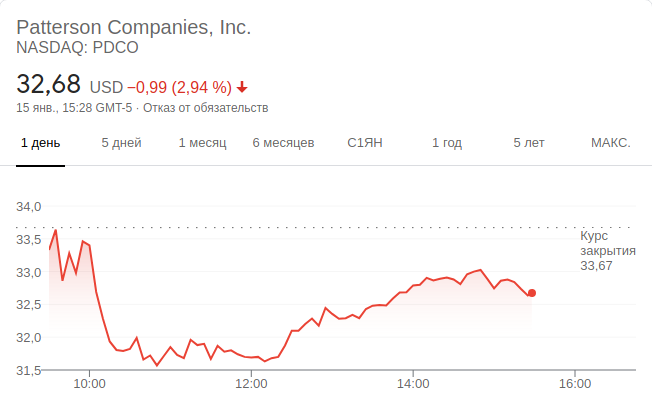 Patterson Companies, Inc.
NASDAQ: PDCO
32,68 USD −0,99 (2,94 %)
15 янв., 15:28 GMT-5 · Отказ от обязательств
1 день 5 дней 1 месяц 6 месяцев С1ЯН 1 год 5 лет МАКС.
34,0
33,5
33,0
32,5
32,0
31,5
Курс
закрытия
33,67
10:00 12:00 14:00 16:00